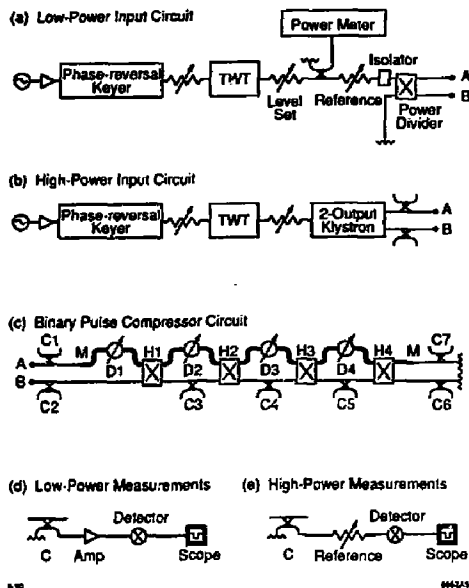 (a) Low-Power Input Circuit
Power Meter
Phase-reversal
Keyer
TWT
Level
Set
Reference
Isolator
A
B
Power
Divider
(b) High-Power Input Circuit
Phase-reversal
Keyer
TWT
2-Output
Klystron
A
B
(c) Binary Pulse Compressor Circuit
C1
M
H1
H2
H3
H4
M
C7
A
B
D1
D2
D3
D4
C2
C3
C4
C5
C6
(d) Low-Power Measurements
Detector
C
Amp
Scope
(e) High-Power Measurements
Detector
C
Reference
Scope